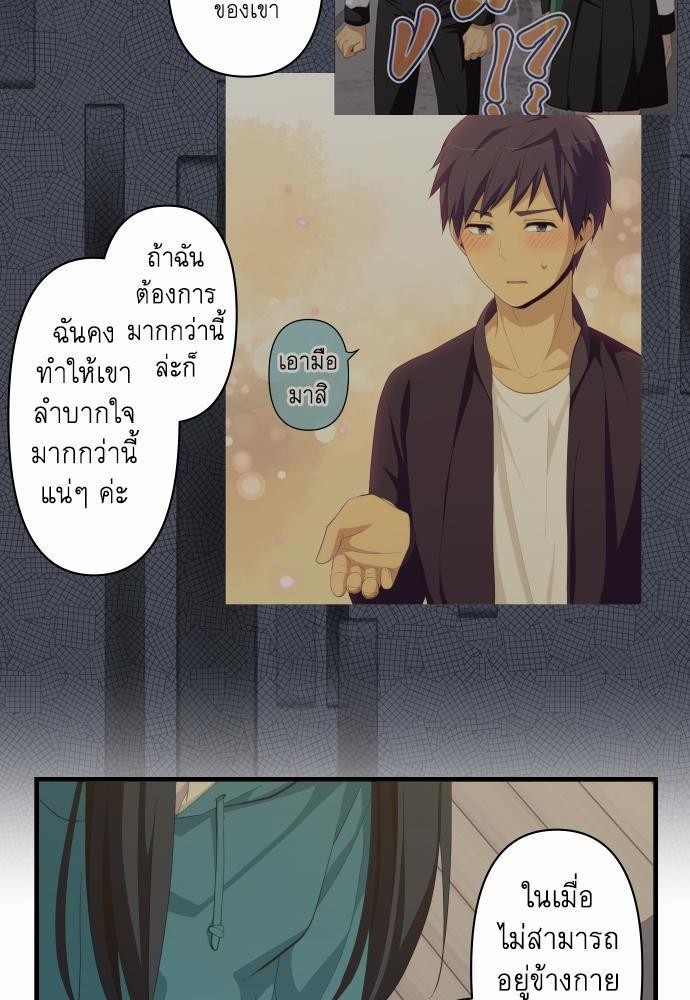 ของเขา
ถ้าฉัน
ต้องการ
มากกว่านี้
ล่ะก็
ฉันคง
ทำให้เขา
ลำบากใจ
มากกว่านี้
แน่ๆ ค่ะ
เอามือ
มาสิ
ในเมื่อ
ไม่สามารถ
อยู่ข้างกาย